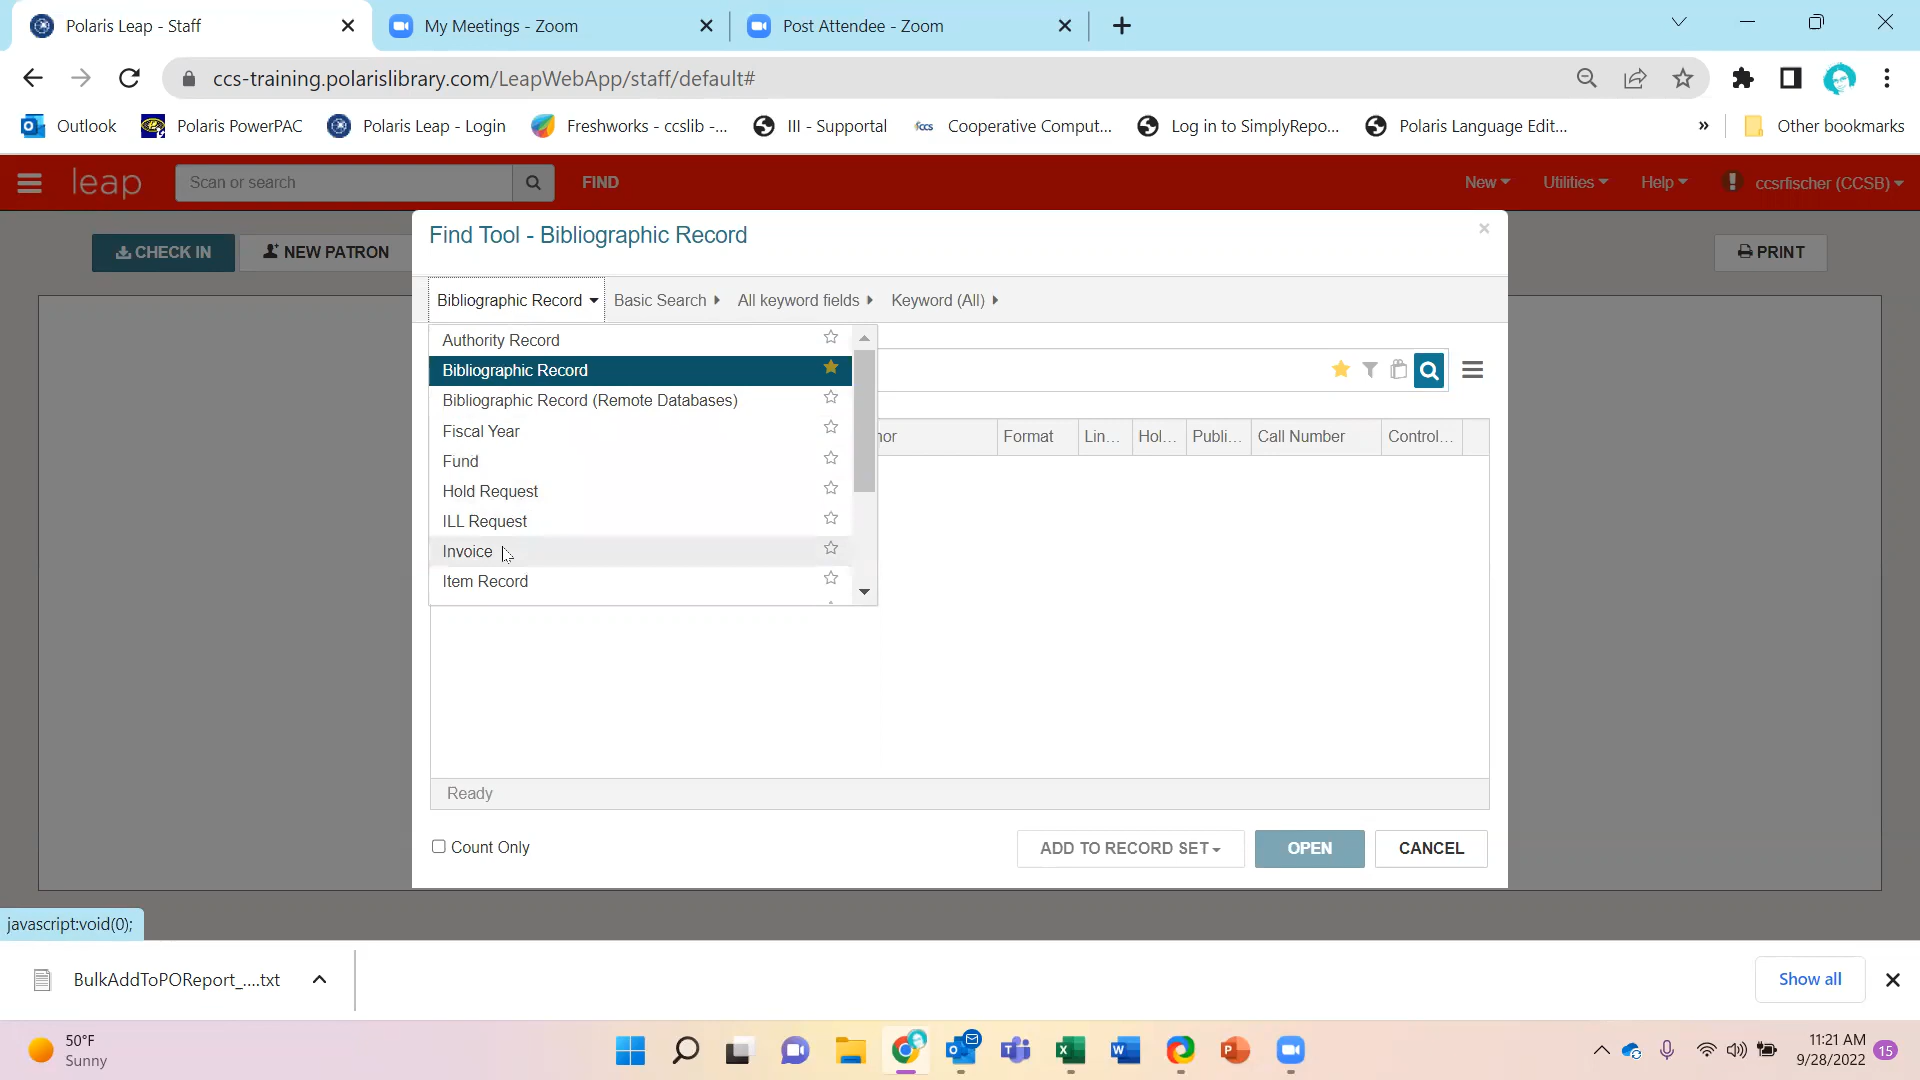 Polaris Leap - Staff
My Meetings - Zoom
Post Attendee - Zoom
ccs-training.polarislibrary.com/LeapWebApp/staff/default#
Outlook
Polaris PowerPAC
Polaris Leap - Login
Freshworks - ccslib -...
III - Supportal
ccs Cooperative Comput...
Log in to SimplyRepo...
Polaris Language Edit...
»
Other bookmarks
leap
Scan or search
FIND
New
Utilities
Help
ccsrfischer (CCSB)
CHECK IN
NEW PATRON
PRINT
Find Tool - Bibliographic Record
×
Bibliographic Record
Basic Search
All keyword fields
Keyword (All)
Authority Record
Bibliographic Record
Bibliographic Record (Remote Databases)
Fiscal Year
Fund
Hold Request
ILL Request
Invoice
Item Record
nor
Format
Lin...
Hol...
Publi...
Call Number
Control...
Ready
Count Only
ADD TO RECORD SET
OPEN
CANCEL
javascript:void(0);
BulkAddToPOReport_....txt
Show all
50°F
Sunny
11:21 AM
9/28/2022
15